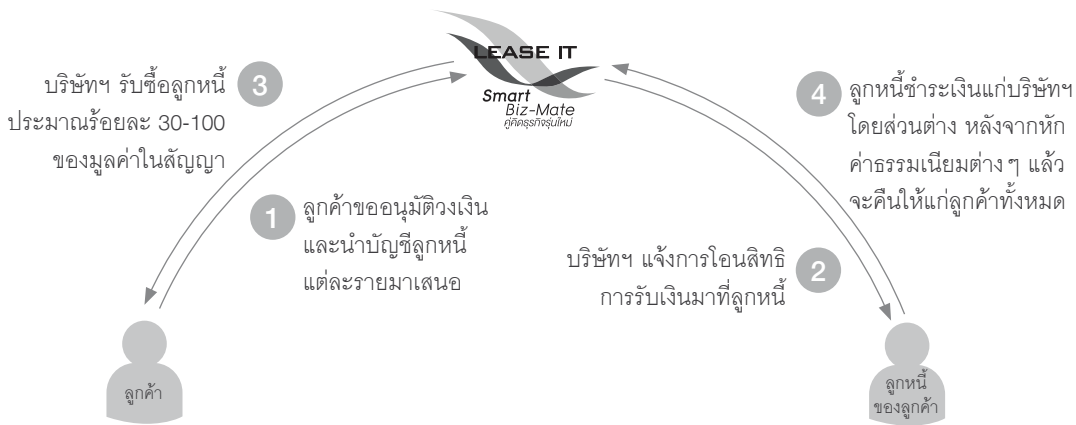 LEASE IT
Smart
Biz-Mate
คู่คิดธุรกิจรุ่นใหม่
3
บริษัทฯ รับซื้อลูกหนี้
ประมาณร้อยละ 30-100
ของมูลค่าในสัญญา
1
ลูกค้าขออนุมัติวงเงิน
และนำบัญชีลูกหนี้
แต่ละรายมาเสนอ
4
ลูกหนี้ชำระเงินแก่บริษัทฯ
โดยส่วนต่าง หลังจากหัก
ค่าธรรมเนียมต่าง ๆ แล้ว
จะคืนให้แก่ลูกค้าทั้งหมด
2
บริษัทฯ แจ้งการโอนสิทธิ
การรับเงินมาที่ลูกหนี้
ลูกค้า
ลูกหนี้
ของลูกค้า